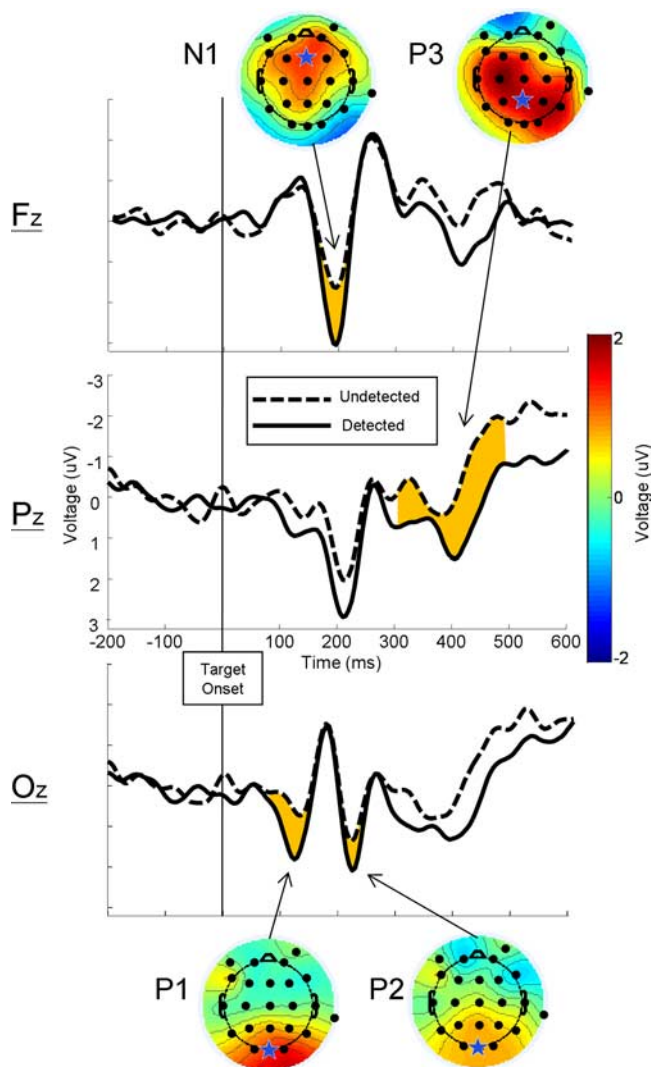 N1
P3
Fz
2
0
-2
Voltage (uV)
Undetected
Detected
-3
-2
-1
0
1
2
3
Voltage (uV)
Pz
-200 -100 0 100 200 300 400 500 600
Time (ms)
Target
Onset
Oz
P1
P2